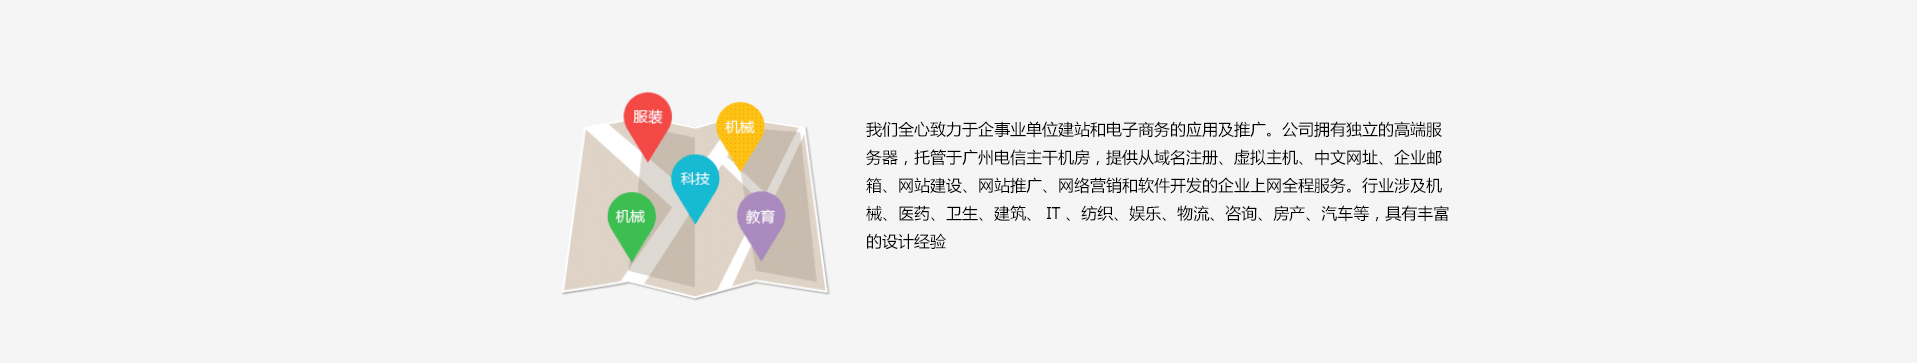 服装
机械
科技
机械
教育
我们全心致力于企事业单位建站和电子商务的应用及推广。公司拥有独立的高端服
务器，托管于广州电信主干机房，提供从域名注册、虚拟主机、中文网址、企业邮
箱、网站建设、网站推广、网络营销和软件开发的企业上网全程服务。行业涉及机
械、医药、卫生、建筑、 IT 、纺织、娱乐、物流、咨询、房产、汽车等，具有丰富
的设计经验